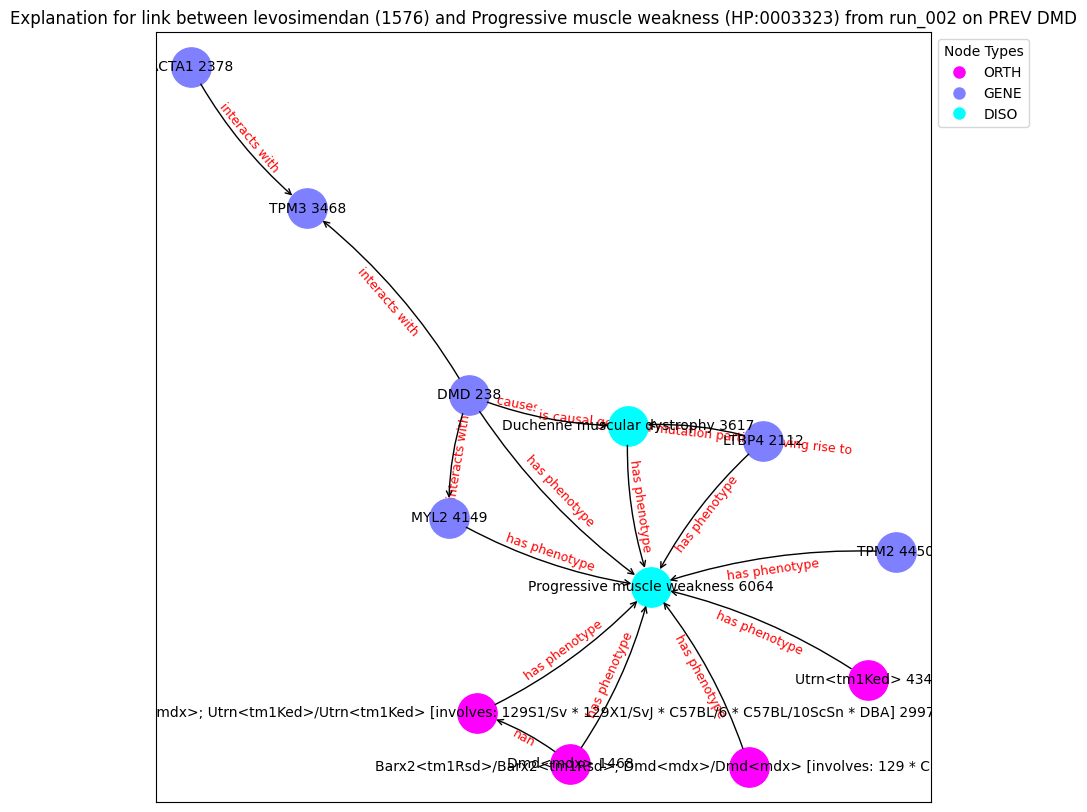 Explanation for link between levosimendan (1576) and Progressive muscle weakness (HP:0003323) from run_002 on PREV DMD
Node Types
ORTH
GENE
DISO
CTA1 2378
interacts with
TPM3 3468
interacts with
DMD 238
is causal
Duchenne muscular dystrophy 3617
mutation part
LTBP4 2112
ving rise to
interacts with
has phenotype
has phenotype
has phenotype
MYL2 4149
has phenotype
TPM2 4450
has phenotype
Progressive muscle weakness 6064
has phenotype
has phenotype
has phenotype
has phenotype
Utrn<tm1Ked> 434
mdx>; Utrn<tm1Ked>/Utrn<tm1Ked> [involves: 129S1/Sv * 129X1/SvJ * C57BL/6 * C57BL/10ScSn * DBA] 2997
nan
Dmd<mdx> 1468
Barx2<tm1Rsd>/Barx2<tm1Rsd>; Dmd<mdx>/Dmd<mdx> [involves: 129 * C